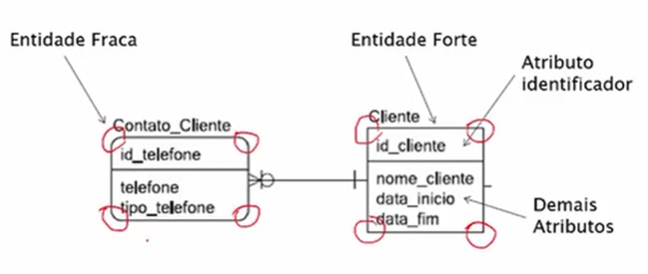 Entidade Fraca
Entidade Forte
Atributo
identificador
Contato_Cliente
id_telefone
telefone
tipo_telefone
Cliente
id_cliente
nome_cliente
data_inicio
data_fim
Demais
Atributos